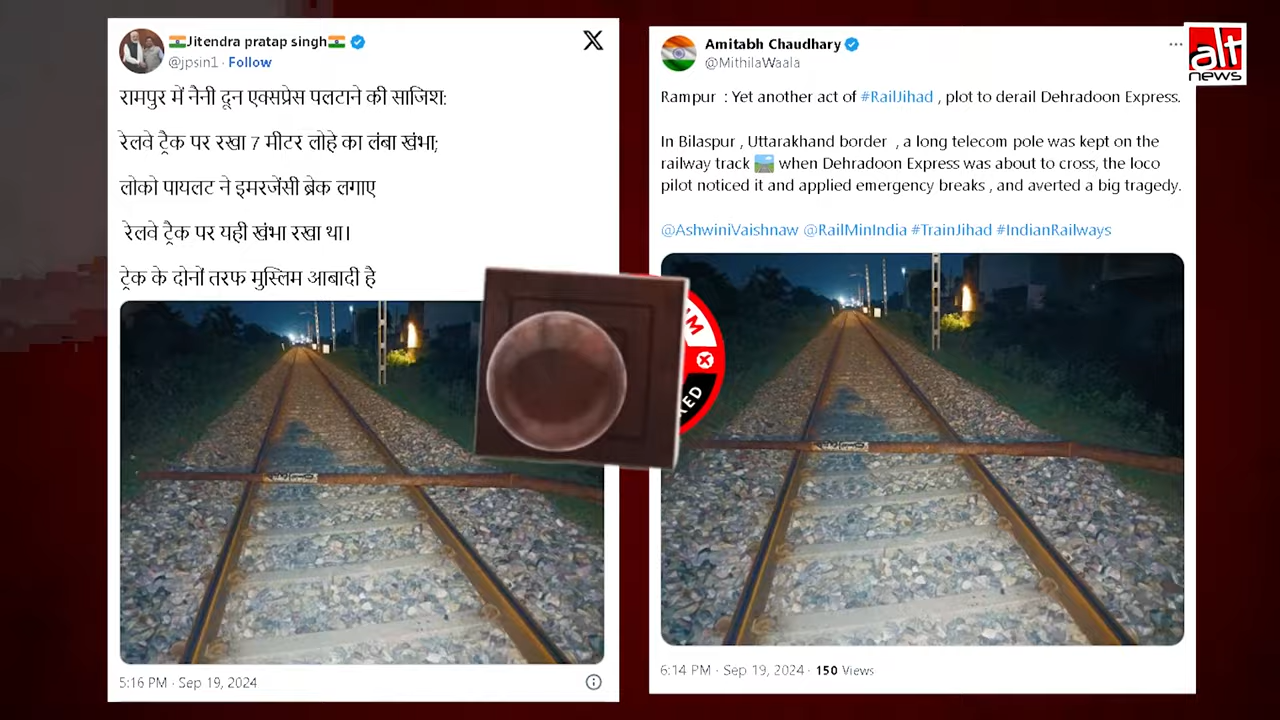 🇮🇳Jitendra pratap singh🇮🇳
@jpsin1 · Follow
रामपुर में नैनी दून एक्सप्रेस पलटाने की साजिश:
रेलवे ट्रैक पर रखा 7 मीटर लोहे का लंबा खंभा;
लोको पायलट ने इमरजेंसी ब्रेक लगाए
रेलवे ट्रैक पर यही खंभा रखा था।
ट्रेक के दोनों तरफ मुस्लिम आबादी है
5:16 PM · Sep 19, 2024
Amitabh Chaudhary
@MithilaWaala
Rampur : Yet another act of #RailJihad , plot to derail Dehradoon Express.
In Bilaspur , Uttarakhand border , a long telecom pole was kept on the
railway track 🛤️ when Dehradoon Express was about to cross, the loco
pilot noticed it and applied emergency breaks , and averted a big tragedy.
@AshwiniVaishnaw @RailMinIndia #TrainJihad #IndianRailways
6:14 PM · Sep 19, 2024 · 150 Views
alt
news